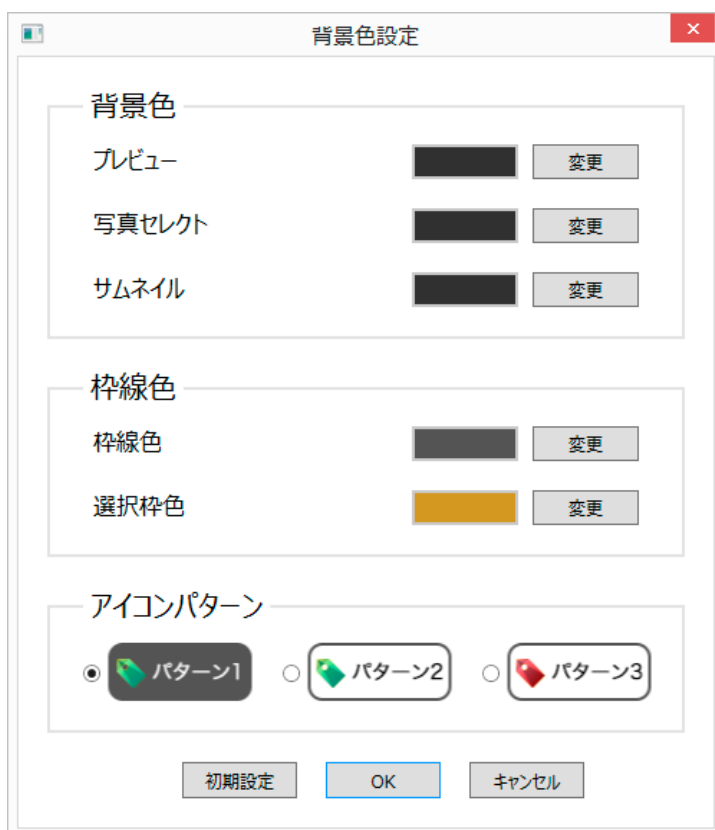 背景色設定
背景色
プレビュー 変更
写真セレクト 変更
サムネイル 変更
枠線色
枠線色 変更
選択枠色 変更
アイコンパターン
パターン1 パターン2 パターン3
初期設定 OK キャンセル